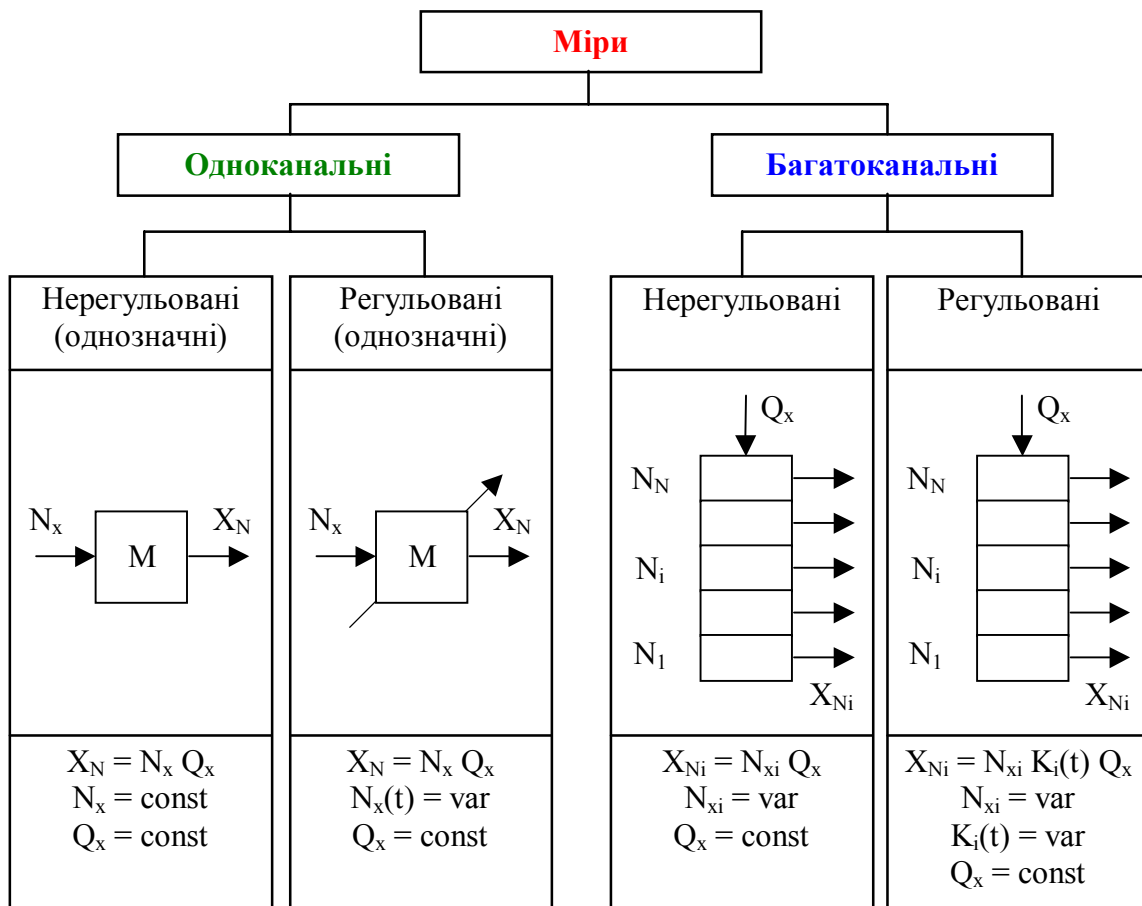 Міри
Одноканальні
Багатоканальні
Нерегульовані
(однозначні)
Регульовані
(однозначні)
Нерегульовані
Регульовані
Nx
M
XN
Nx
M
XN
Qx
NN
Ni
N1
XNi
Qx
NN
Ni
N1
XNi
XN = Nx Qx
Nx = const
Qx = const
XN = Nx Qx
Nx(t) = var
Qx = const
XNi = Nxi Qx
Nxi = var
Qx = const
XNi = Nxi Ki(t) Qx
Nxi = var
Ki(t) = var
Qx = const